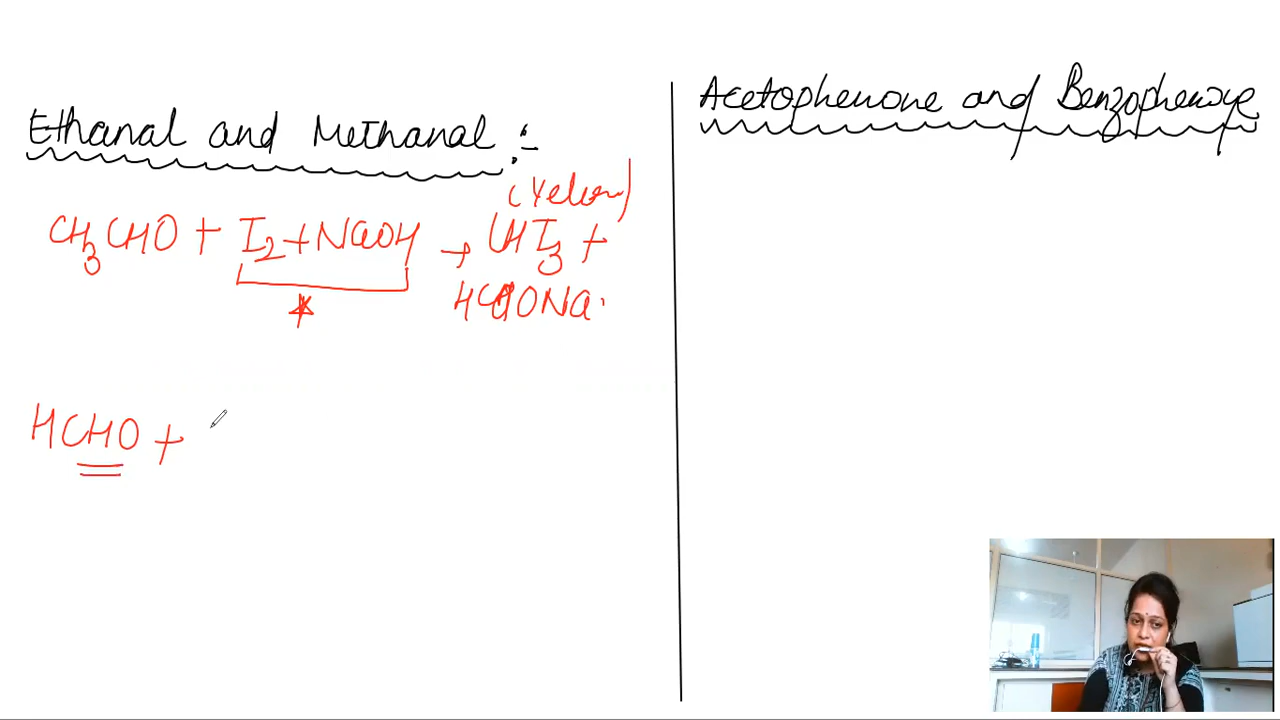 Ethanal and Methanal :-
(Yellow)
CH3CHO + I2 + NaOH → CHI3 +
HCOONa.
HCHO +
Acetophenone and Benzophenone